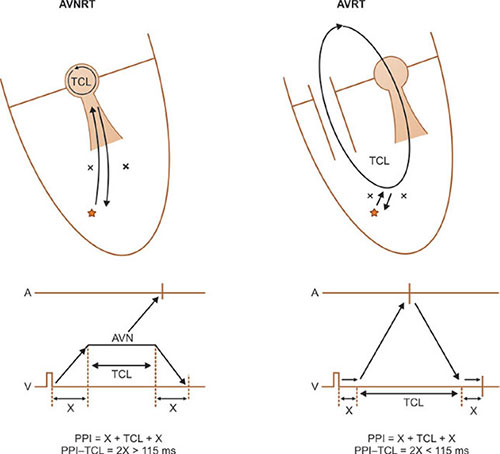 AVNRT
AVRT
TCL
× ×
TCL
× ×
A
AVN
TCL
V
X X
PPI = X + TCL + X
PPI–TCL = 2X > 115 ms
A
V
X TCL X
PPI = X + TCL + X
PPI–TCL = 2X < 115 ms